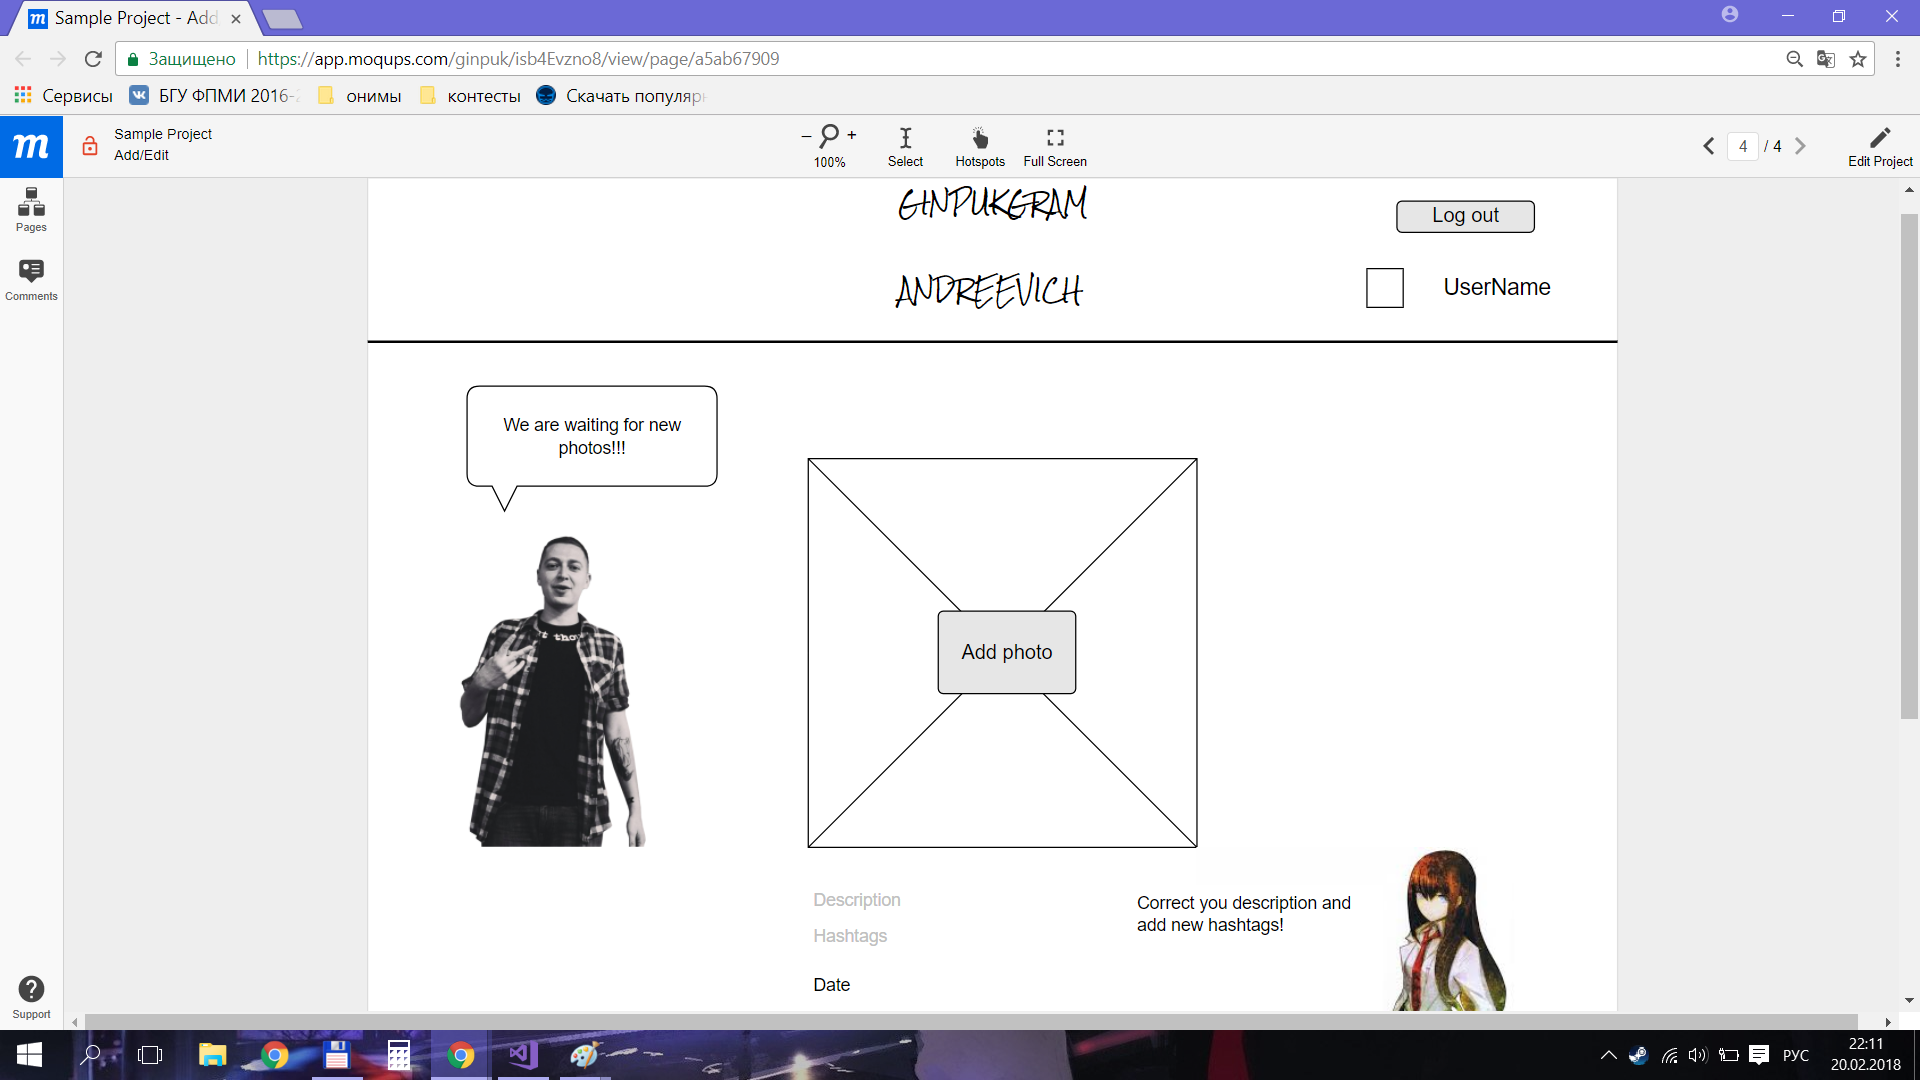 Sample Project - Add
Защищено
https://app.moqups.com/ginpuk/isb4Evzno8/view/page/a5ab67909
Сервисы
БГУ ФПМИ 2016-
онимы
контесты
Скачать популяр
m
Sample Project
Add/Edit
– +
100%
Select
Hotspots
Full Screen
4 / 4
Edit Project
Pages
Comments
Support
GINPUKGRAM
Log out
ANDREEVICH
UserName
We are waiting for new
photos!!!
t thou
Add photo
Description
Hashtags
Date
Correct you description and
add new hashtags!
РУС
22:11
20.02.2018